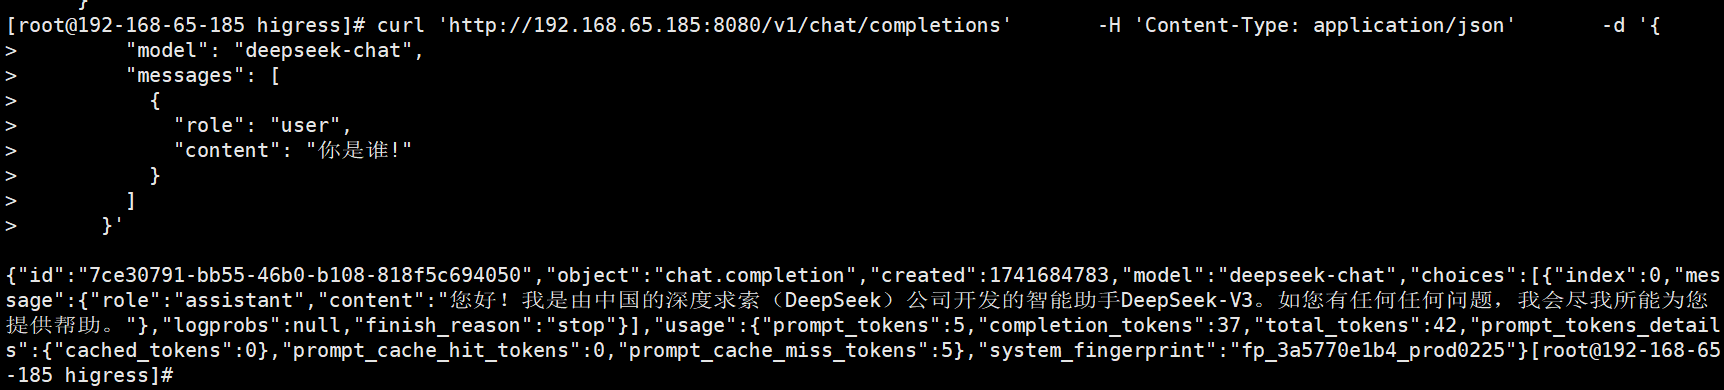 }
[root@192-168-65-185 higress]# curl 'http://192.168.65.185:8080/v1/chat/completions'       -H 'Content-Type: application/json'       -d '{
>         "model": "deepseek-chat",
>         "messages": [
>           {
>             "role": "user",
>             "content": "你是谁!"
>           }
>         ]
>       }'
{"id":"7ce30791-bb55-46b0-b108-818f5c694050","object":"chat.completion","created":1741684783,"model":"deepseek-chat","choices":[{"index":0,"mes
sage":{"role":"assistant","content":"您好！我是由中国的深度求索（DeepSeek）公司开发的智能助手DeepSeek-V3。如您有任何任何问题，我会尽我所能为您
提供帮助。"},"logprobs":null,"finish_reason":"stop"}],"usage":{"prompt_tokens":5,"completion_tokens":37,"total_tokens":42,"prompt_tokens_detail
s":{"cached_tokens":0},"prompt_cache_hit_tokens":0,"prompt_cache_miss_tokens":5},"system_fingerprint":"fp_3a5770e1b4_prod0225"}[root@192-168-65
-185 higress]#